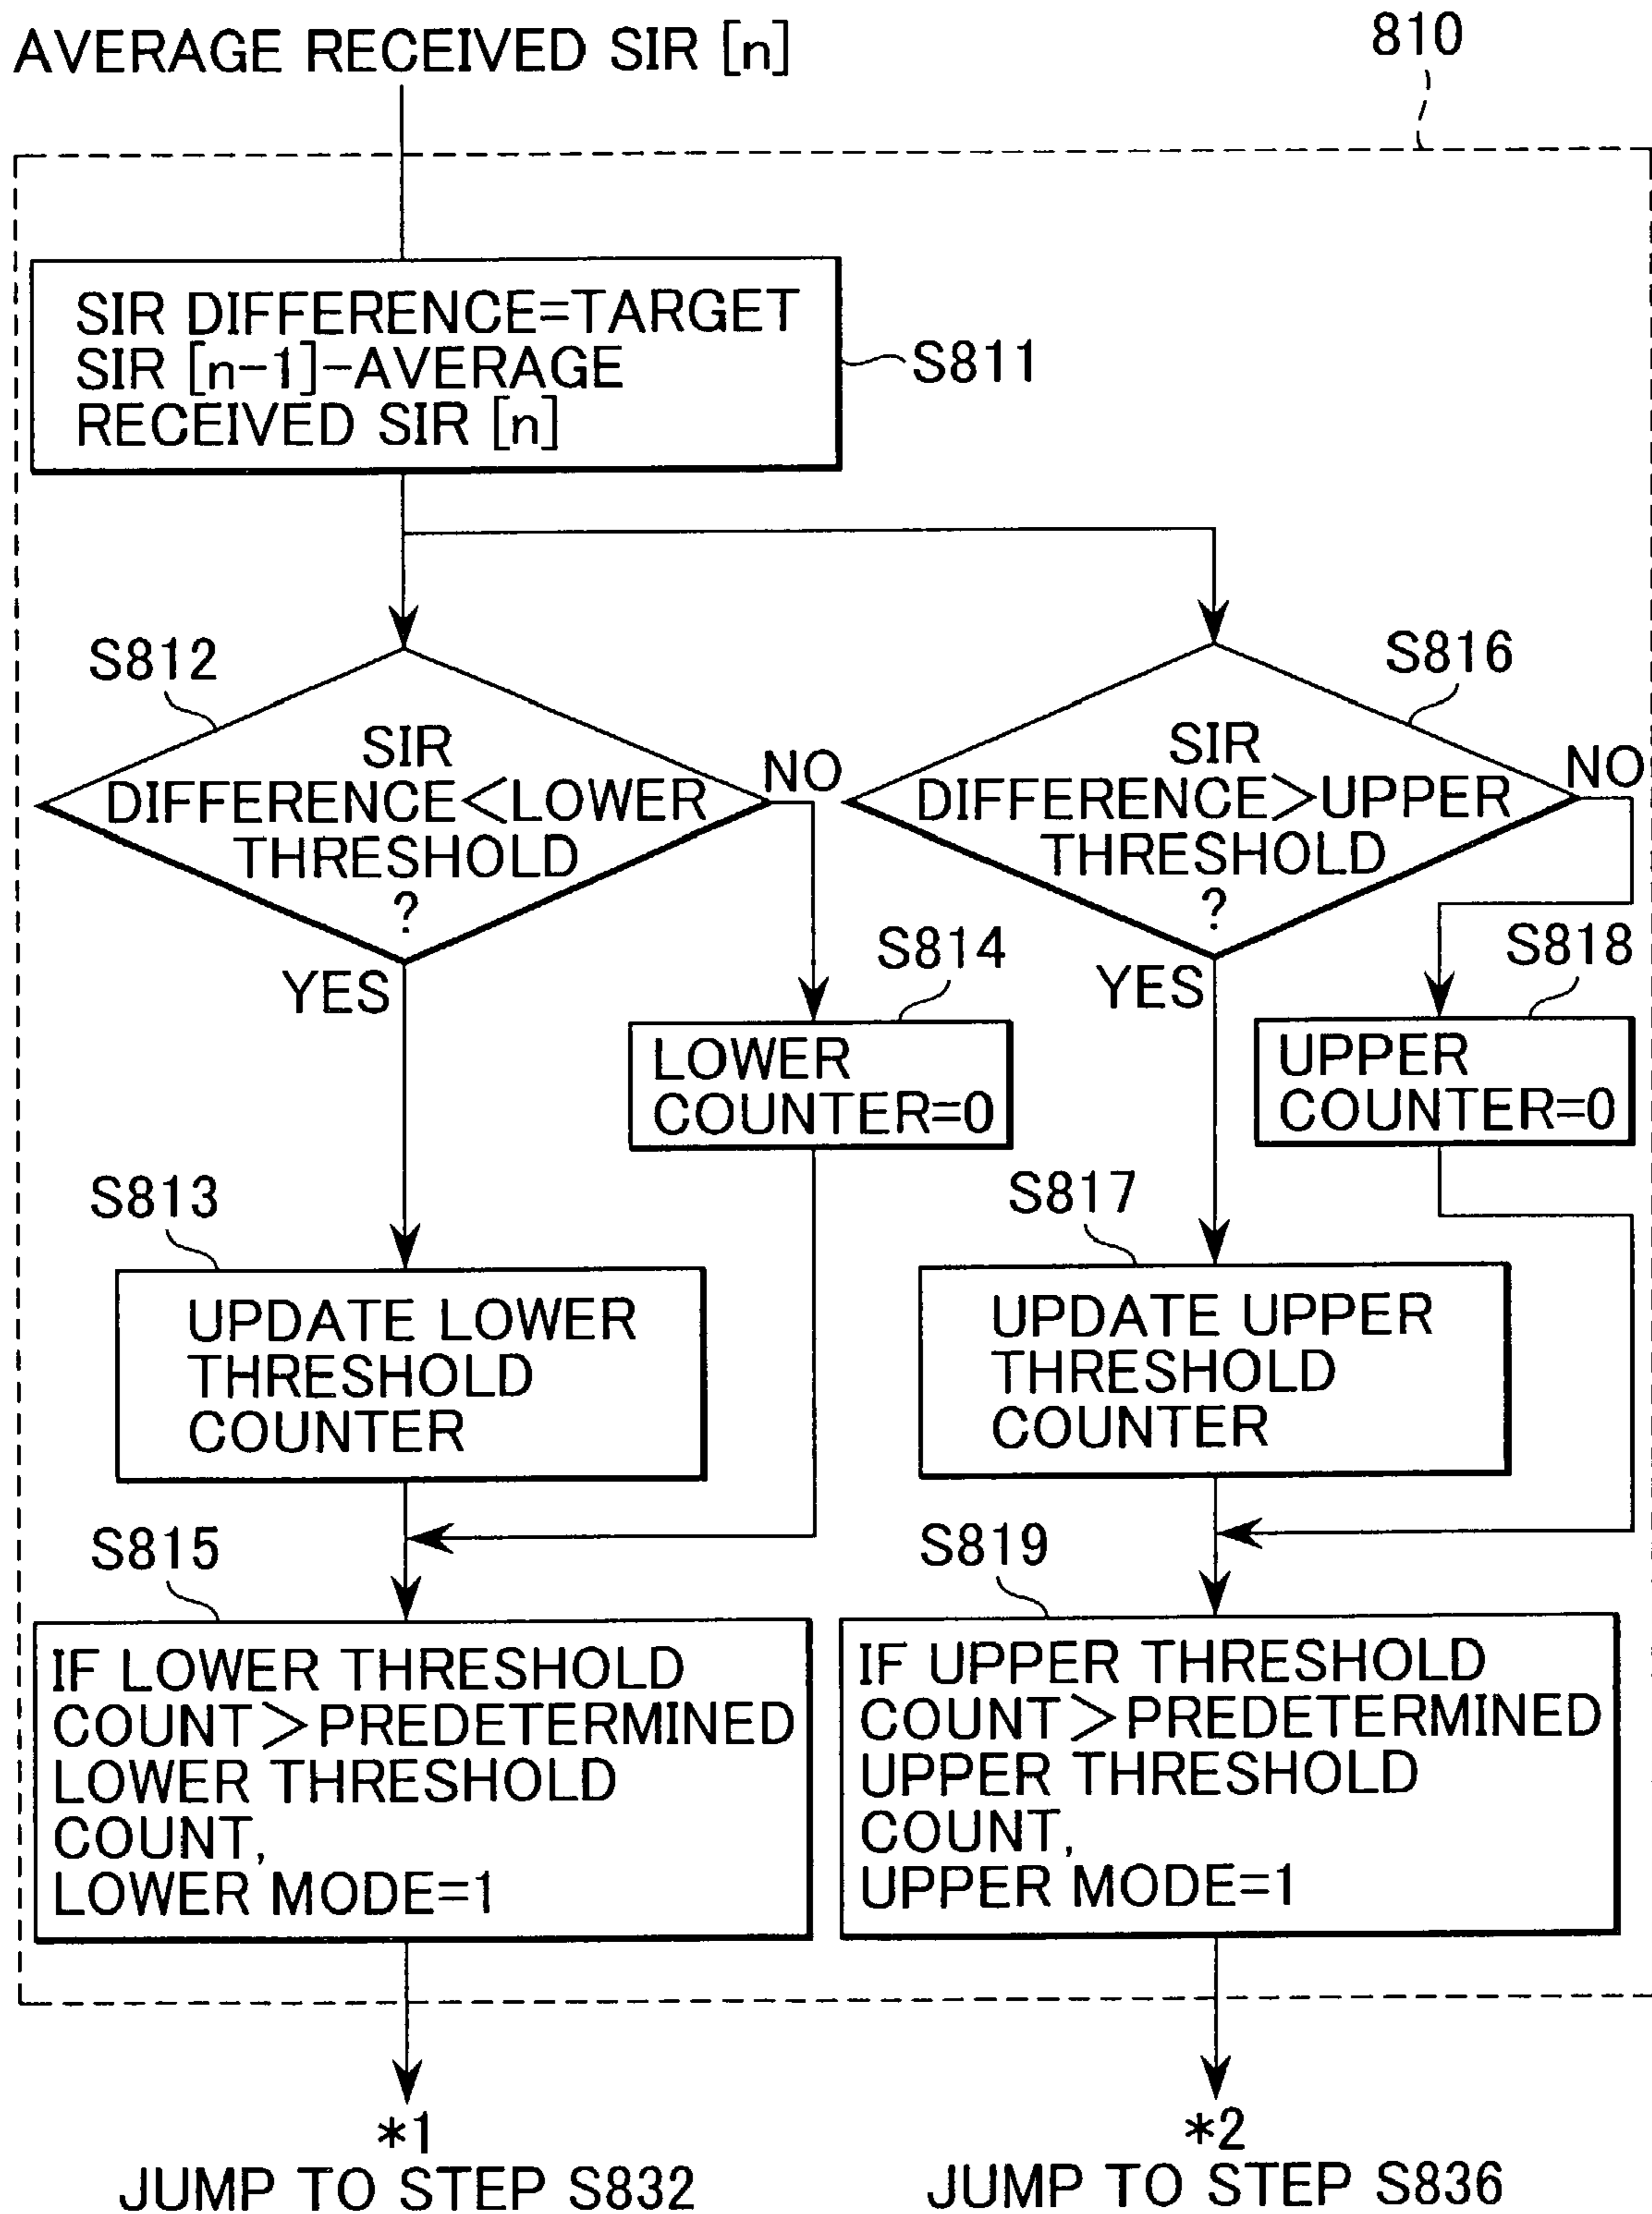 AVERAGE RECEIVED SIR [n]
810
SIR DIFFERENCE=TARGET
SIR [n-1]-AVERAGE
RECEIVED SIR [n]
S811
S812
SIR
DIFFERENCE<LOWER
THRESHOLD
?
NO
YES
S816
SIR
DIFFERENCE>UPPER
THRESHOLD
?
NO
YES
S814
LOWER
COUNTER=0
S818
UPPER
COUNTER=0
S813
UPDATE LOWER
THRESHOLD
COUNTER
S817
UPDATE UPPER
THRESHOLD
COUNTER
S815
IF LOWER THRESHOLD
COUNT>PREDETERMINED
LOWER THRESHOLD
COUNT,
LOWER MODE=1
S819
IF UPPER THRESHOLD
COUNT>PREDETERMINED
UPPER THRESHOLD
COUNT,
UPPER MODE=1
*1
JUMP TO STEP S832
*2
JUMP TO STEP S836